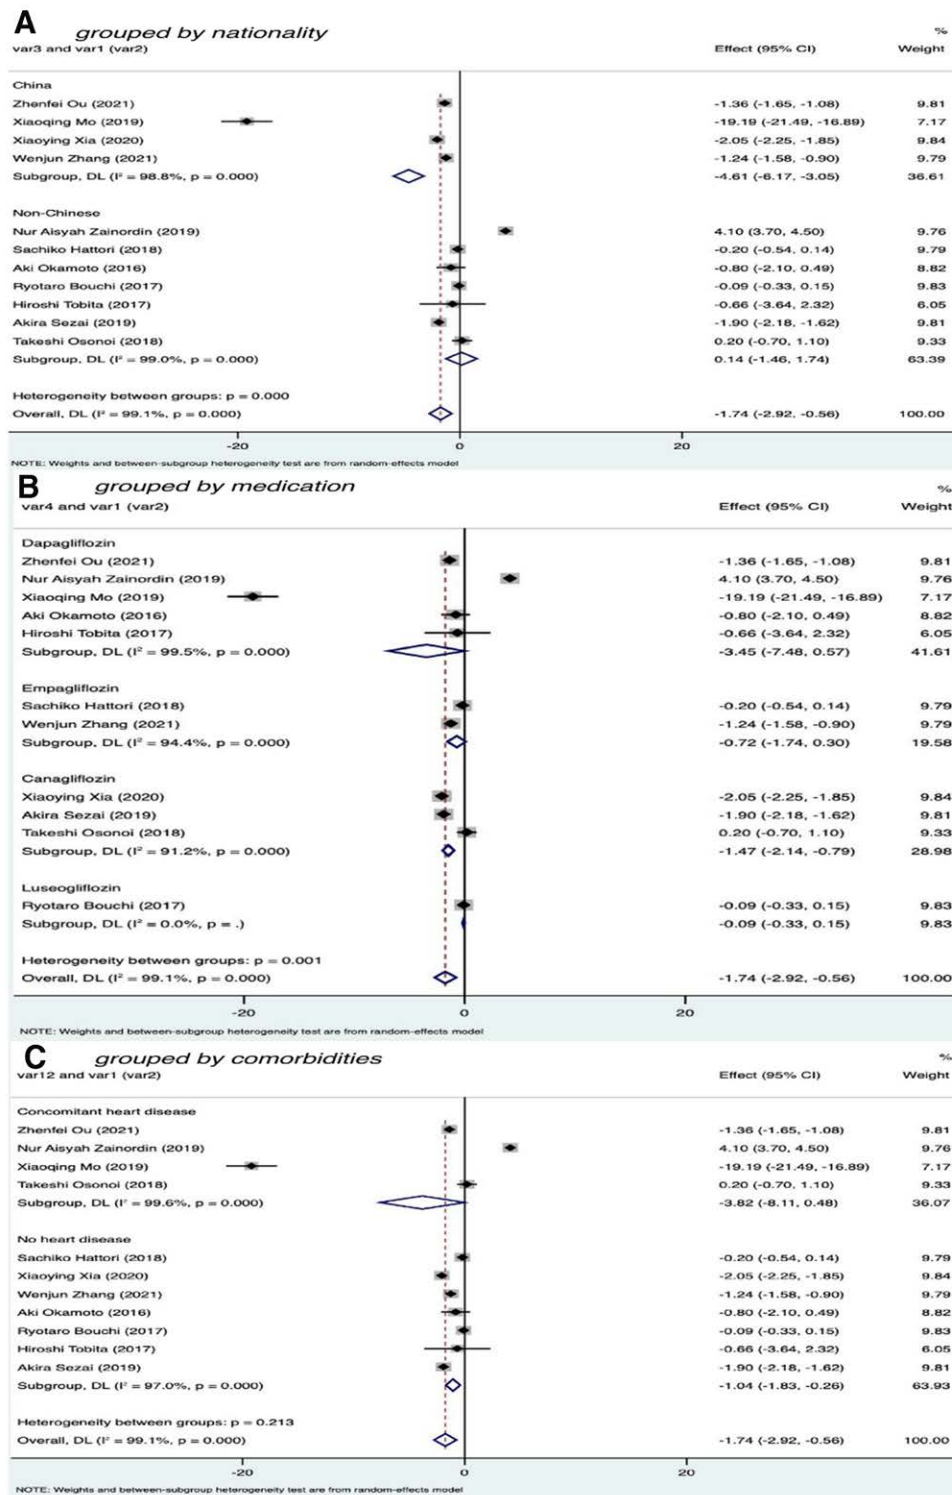 A grouped by nationality
%
var3 and var1 (var2) Effect (95% CI) Weight
China
Zhenfei Ou (2021) -1.36 (-1.65, -1.08) 9.81
Xiaoqing Mo (2019) -19.19 (-21.49, -16.89) 7.17
Xiaoying Xia (2020) -2.05 (-2.25, -1.85) 9.84
Wenjun Zhang (2021) -1.24 (-1.58, -0.90) 9.79
Subgroup, DL (I² = 98.8%, p = 0.000) -4.61 (-6.17, -3.05) 36.61
Non-Chinese
Nur Aisyah Zainordin (2019) 4.10 (3.70, 4.50) 9.76
Sachiko Hattori (2018) -0.20 (-0.54, 0.14) 9.79
Aki Okamoto (2016) -0.80 (-2.10, 0.49) 8.82
Ryotaro Bouchi (2017) -0.09 (-0.33, 0.15) 9.83
Hiroshi Tobita (2017) -0.66 (-3.64, 2.32) 6.05
Akira Sezai (2019) -1.90 (-2.18, -1.62) 9.81
Takeshi Osonoi (2018) 0.20 (-0.70, 1.10) 9.33
Subgroup, DL (I² = 99.0%, p = 0.000) 0.14 (-1.46, 1.74) 63.39
Heterogeneity between groups: p = 0.000
Overall, DL (I² = 99.1%, p = 0.000) -1.74 (-2.92, -0.56) 100.00
-20 0 20
NOTE: Weights and between-subgroup heterogeneity test are from random-effects model
B grouped by medication
%
var4 and var1 (var2) Effect (95% CI) Weight
Dapagliflozin
Zhenfei Ou (2021) -1.36 (-1.65, -1.08) 9.81
Nur Aisyah Zainordin (2019) 4.10 (3.70, 4.50) 9.76
Xiaoqing Mo (2019) -19.19 (-21.49, -16.89) 7.17
Aki Okamoto (2016) -0.80 (-2.10, 0.49) 8.82
Hiroshi Tobita (2017) -0.66 (-3.64, 2.32) 6.05
Subgroup, DL (I² = 99.5%, p = 0.000) -3.45 (-7.48, 0.57) 41.61
Empagliflozin
Sachiko Hattori (2018) -0.20 (-0.54, 0.14) 9.79
Wenjun Zhang (2021) -1.24 (-1.58, -0.90) 9.79
Subgroup, DL (I² = 94.4%, p = 0.000) -0.72 (-1.74, 0.30) 19.58
Canagliflozin
Xiaoying Xia (2020) -2.05 (-2.25, -1.85) 9.84
Akira Sezai (2019) -1.90 (-2.18, -1.62) 9.81
Takeshi Osonoi (2018) 0.20 (-0.70, 1.10) 9.33
Subgroup, DL (I² = 91.2%, p = 0.000) -1.47 (-2.14, -0.79) 28.98
Luseogliflozin
Ryotaro Bouchi (2017) -0.09 (-0.33, 0.15) 9.83
Subgroup, DL (I² = 0.0%, p = .) -0.09 (-0.33, 0.15) 9.83
Heterogeneity between groups: p = 0.001
Overall, DL (I² = 99.1%, p = 0.000) -1.74 (-2.92, -0.56) 100.00
-20 0 20
NOTE: Weights and between-subgroup heterogeneity test are from random-effects model
C grouped by comorbidities
%
var12 and var1 (var2) Effect (95% CI) Weight
Concomitant heart disease
Zhenfei Ou (2021) -1.36 (-1.65, -1.08) 9.81
Nur Aisyah Zainordin (2019) 4.10 (3.70, 4.50) 9.76
Xiaoqing Mo (2019) -19.19 (-21.49, -16.89) 7.17
Takeshi Osonoi (2018) 0.20 (-0.70, 1.10) 9.33
Subgroup, DL (I² = 99.6%, p = 0.000) -3.82 (-8.11, 0.48) 36.07
No heart disease
Sachiko Hattori (2018) -0.20 (-0.54, 0.14) 9.79
Xiaoying Xia (2020) -2.05 (-2.25, -1.85) 9.84
Wenjun Zhang (2021) -1.24 (-1.58, -0.90) 9.79
Aki Okamoto (2016) -0.80 (-2.10, 0.49) 8.82
Ryotaro Bouchi (2017) -0.09 (-0.33, 0.15) 9.83
Hiroshi Tobita (2017) -0.66 (-3.64, 2.32) 6.05
Akira Sezai (2019) -1.90 (-2.18, -1.62) 9.81
Subgroup, DL (I² = 97.0%, p = 0.000) -1.04 (-1.83, -0.26) 63.93
Heterogeneity between groups: p = 0.213
Overall, DL (I² = 99.1%, p = 0.000) -1.74 (-2.92, -0.56) 100.00
-20 0 20
NOTE: Weights and between-subgroup heterogeneity test are from random-effects model